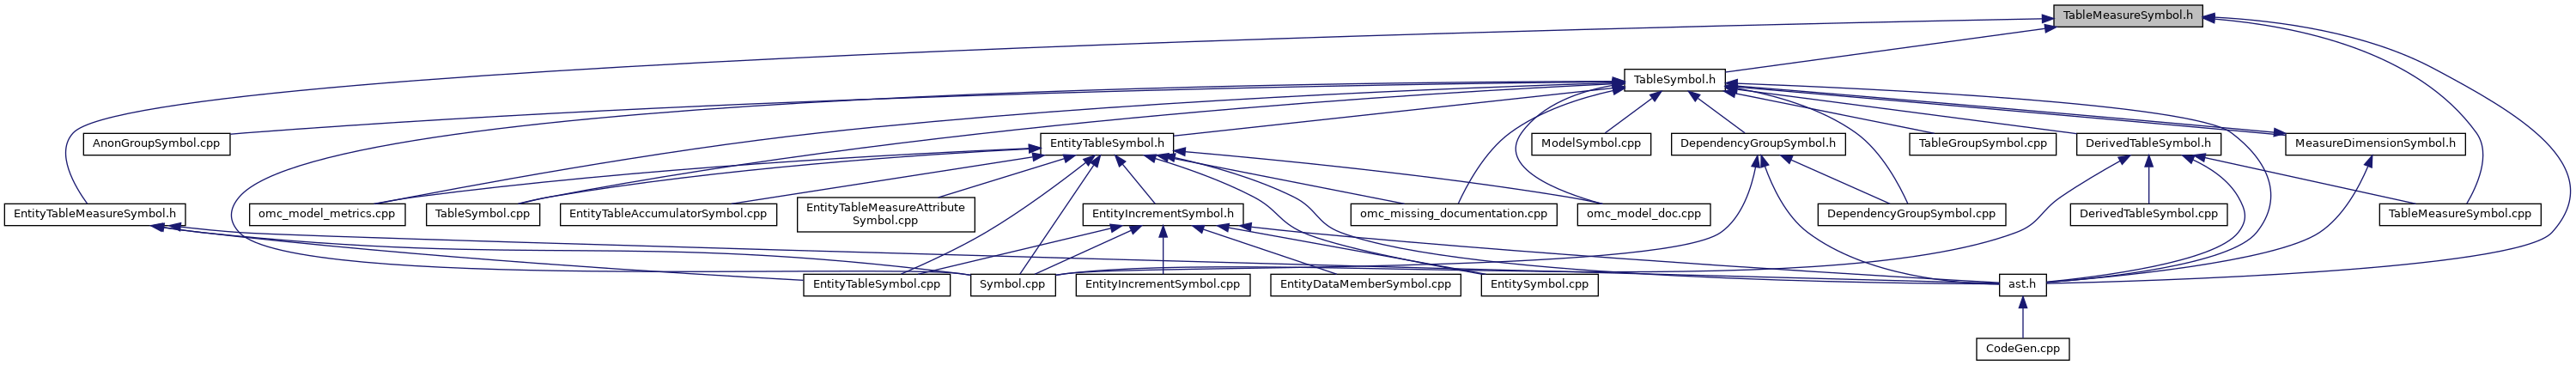 TableMeasureSymbol.h
TableSymbol.h
AnonGroupSymbol.cpp
EntityTableSymbol.h
ModelSymbol.cpp
DependencyGroupSymbol.h
TableGroupSymbol.cpp
DerivedTableSymbol.h
MeasureDimensionSymbol.h
EntityTableMeasureSymbol.h
omc_model_metrics.cpp
TableSymbol.cpp
EntityTableAccumulatorSymbol.cpp
EntityTableMeasureAttribute
Symbol.cpp
EntityIncrementSymbol.h
omc_missing_documentation.cpp
omc_model_doc.cpp
DependencyGroupSymbol.cpp
DerivedTableSymbol.cpp
TableMeasureSymbol.cpp
EntityTableSymbol.cpp
Symbol.cpp
EntityIncrementSymbol.cpp
EntityDataMemberSymbol.cpp
EntitySymbol.cpp
ast.h
CodeGen.cpp